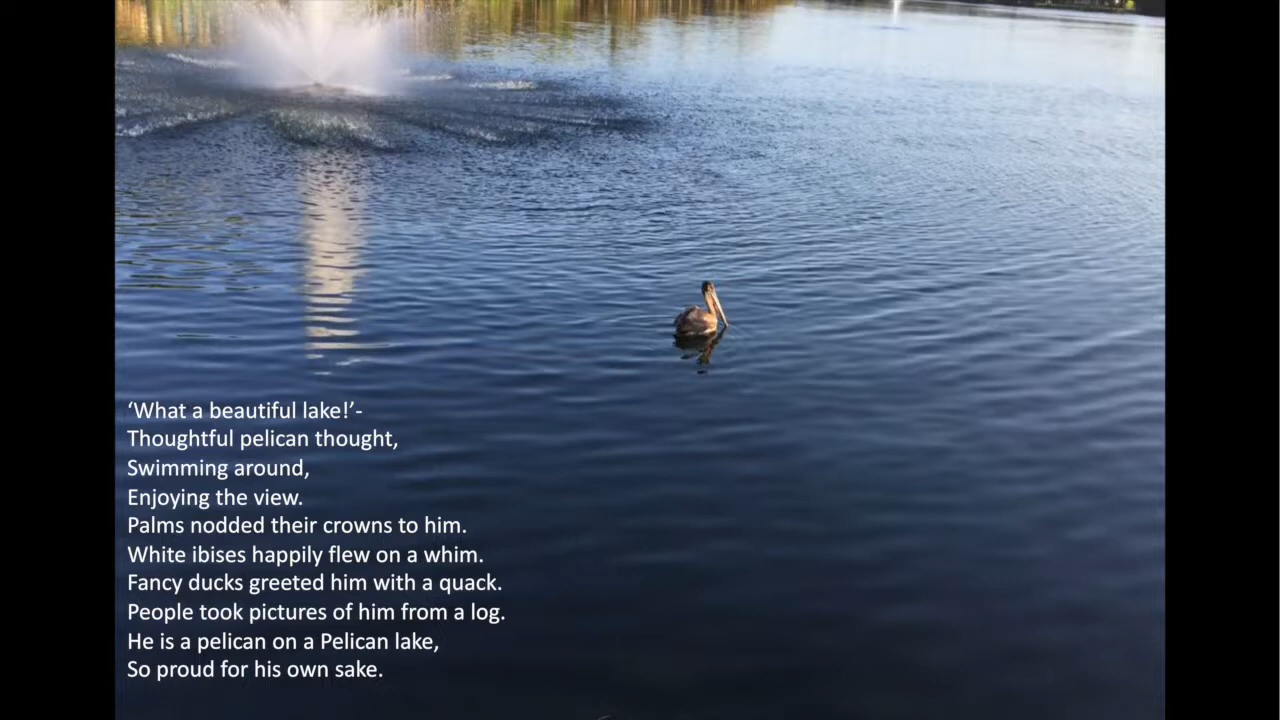 ‘What a beautiful lake!’-
Thoughtful pelican thought,
Swimming around,
Enjoying the view.
Palms nodded their crowns to him.
White ibises happily flew on a whim.
Fancy ducks greeted him with a quack.
People took pictures of him from a log.
He is a pelican on a Pelican lake,
So proud for his own sake.